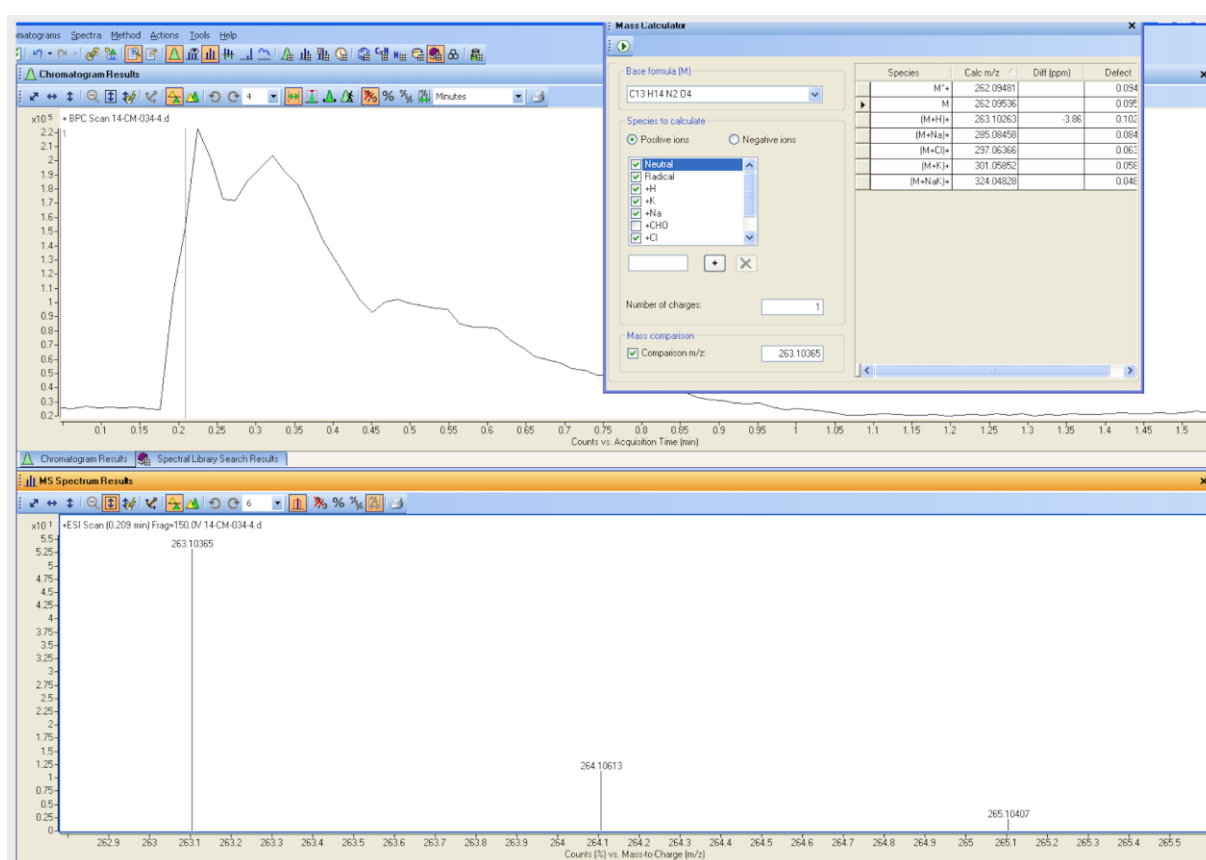 Mass Calculator
matograms Spectra Method Actions Tools Help
Chromatogram Results
4 Minutes
x10 5 + BPC Scan 14-CM-034-4.d
1
2.2
2.1
2
1.9
1.8
1.7
1.6
1.5
1.4
1.3
1.2
1.1
1
0.9
0.8
0.7
0.6
0.5
0.4
0.3
0.2
0.1 0.15 0.2 0.25 0.3 0.35 0.4 0.45 0.5 0.55 0.6 0.65 0.7 0.75 0.8 0.85 0.9 0.95 1 1.05 1.1 1.15 1.2 1.25 1.3 1.35 1.4 1.45 1.5
Counts vs. Acquisition Time (min)
Base formula (M)
C13 H14 N2 O4
Species to calculate
Positive ions Negative ions
Neutral
Radical
+H
+K
+Na
+CHO
+Cl
Number of charges: 1
Mass comparison
Comparison m/z: 263.10365
Species Calc m/z Diff (ppm) Defect
M*+ 262.09481 0.094
M 262.09536 0.095
(M+H)+ 263.10263 -3.86 0.102
(M+Na)+ 285.08458 0.084
(M+Cl)+ 297.06366 0.063
(M+K)+ 301.05852 0.058
(M+NaK)+ 324.04828 0.048
Chromatogram Results Spectral Library Search Results
MS Spectrum Results
6
x10 1 +ESI Scan (0.209 min) Frag=150.0V 14-CM-034-4.d
5.5
5.25
5
4.75
4.5
4.25
4
3.75
3.5
3.25
3
2.75
2.5
2.25
2
1.75
1.5
1.25
1
0.75
0.5
0.25
0
263.10365
264.10613
265.10407
262.9 263 263.1 263.2 263.3 263.4 263.5 263.6 263.7 263.8 263.9 264 264.1 264.2 264.3 264.4 264.5 264.6 264.7 264.8 264.9 265 265.1 265.2 265.3 265.4 265.5
Counts (%) vs. Mass-to-Charge (m/z)